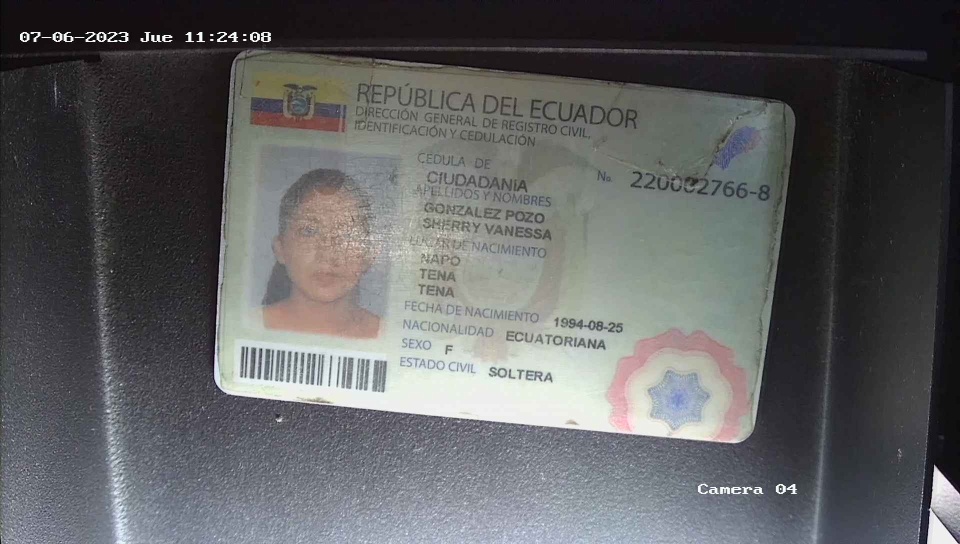 07-06-2023 Jue 11:24:08
REPÚBLICA DEL ECUADOR
DIRECCIÓN GENERAL DE REGISTRO CIVIL,
IDENTIFICACIÓN Y CEDULACIÓN
CÉDULA DE
CIUDADANÍA
No. 220002766-8
APELLIDOS Y NOMBRES
GONZALEZ POZO
SHERRY VANESSA
LUGAR DE NACIMIENTO
NAPO
TENA
TENA
FECHA DE NACIMIENTO 1994-08-25
NACIONALIDAD ECUATORIANA
SEXO F
ESTADO CIVIL SOLTERA
Camera 04